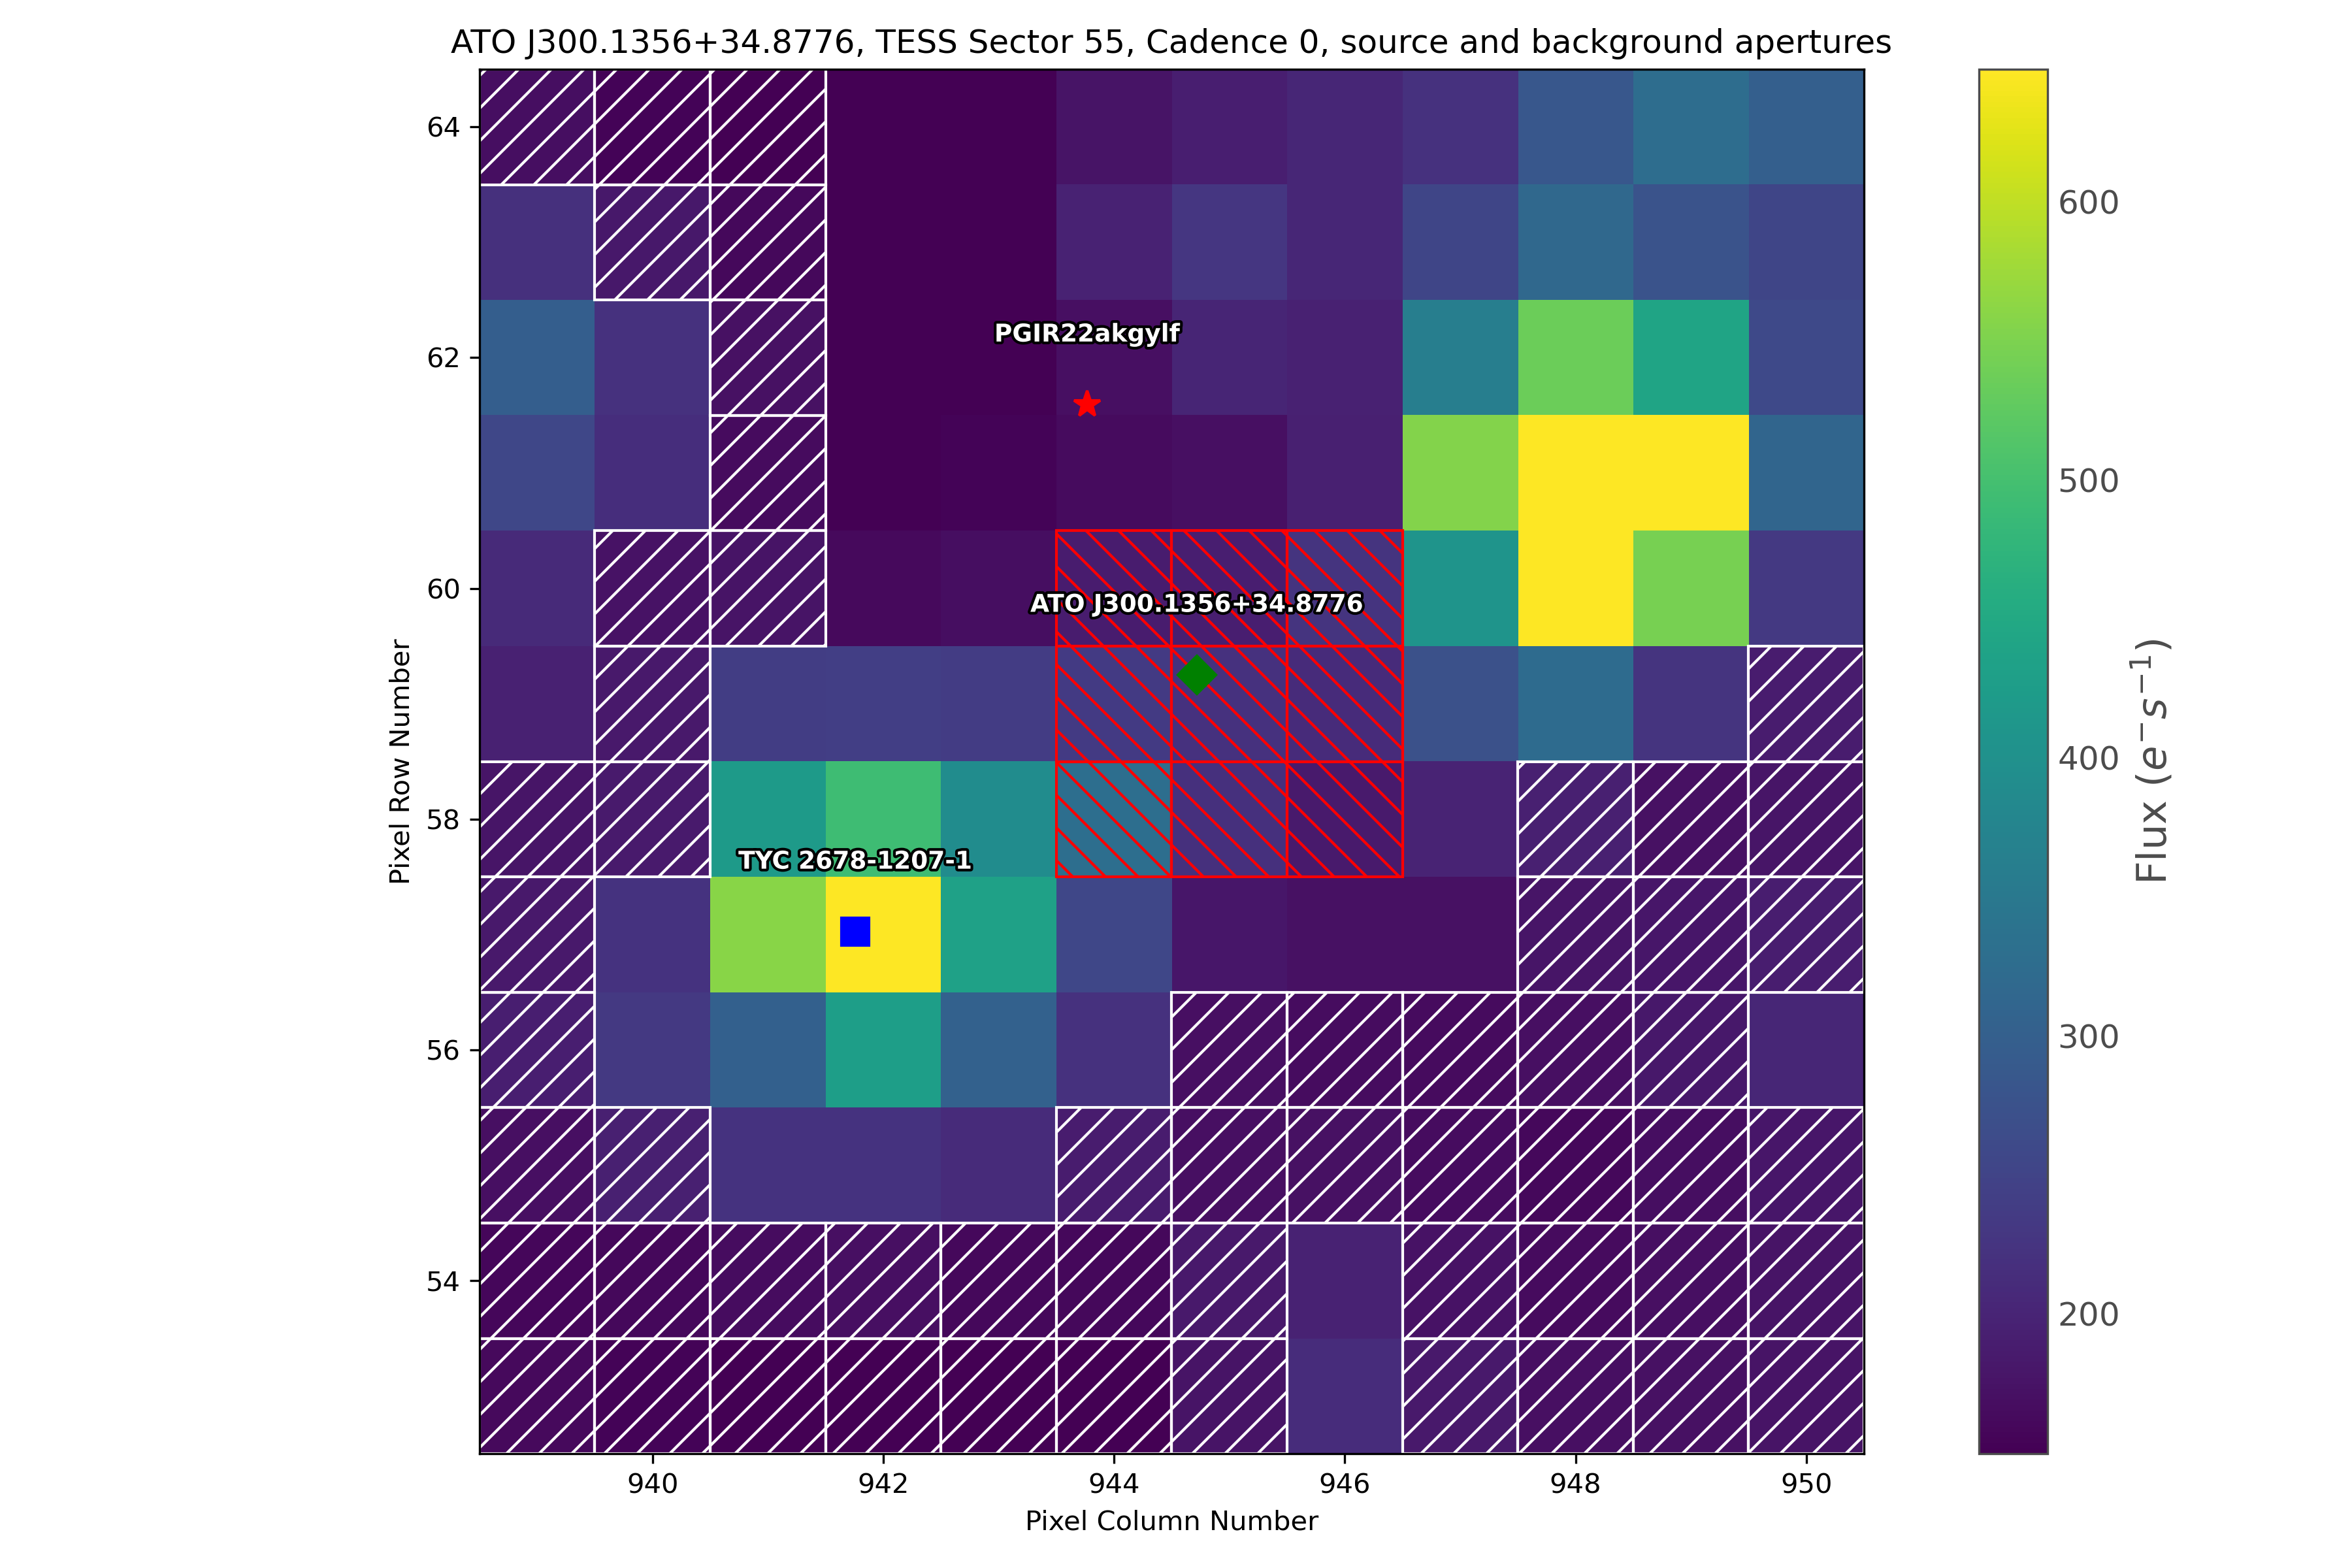 ATO J300.1356+34.8776, TESS Sector 55, Cadence 0, source and background apertures
64
62
60
58
56
54
Pixel Row Number
PGIR22akgylf
ATO J300.1356+34.8776
TYC 2678-1207-1
940 942 944 946 948 950
Pixel Column Number
600
500
400
300
200
Flux (e⁻s⁻¹)